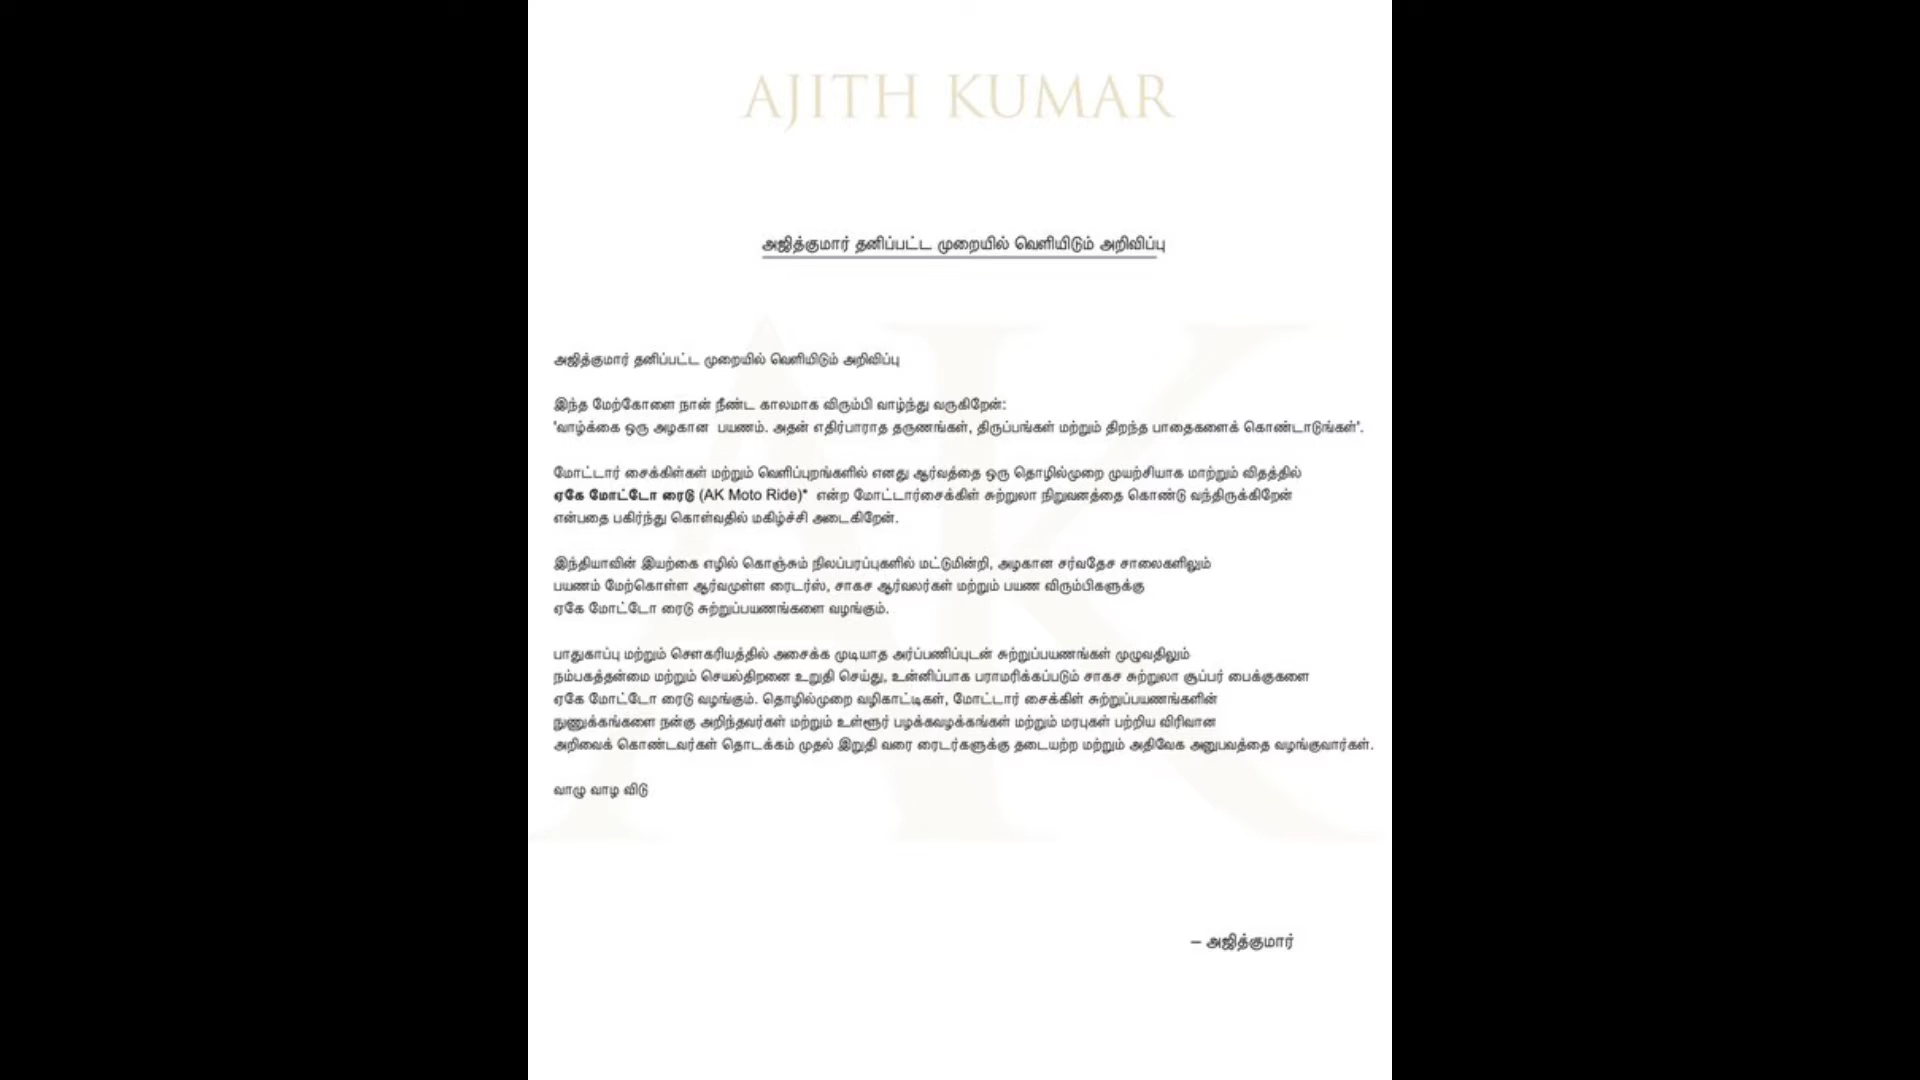 AJITH KUMAR
அஜித்குமார் தனிப்பட்ட முறையில் வெளியிடும் அறிவிப்பு
அஜித்குமார் தனிப்பட்ட முறையில் வெளியிடும் அறிவிப்பு
இந்த மேற்கோளை நான் நீண்ட காலமாக விரும்பி வாழ்ந்து வருகிறேன்:
'வாழ்க்கை ஒரு அழகான பயணம். அதன் எதிர்பாராத தருணங்கள், திருப்பங்கள் மற்றும் திறந்த பாதைகளைக் கொண்டாடுங்கள்'.
மோட்டார் சைக்கிள்கள் மற்றும் வெளிப்புறங்களில் எனது ஆர்வத்தை ஒரு தொழில்முறை முயற்சியாக மாற்றும் விதத்தில்
ஏகே மோட்டோ ரைடு (AK Moto Ride)* என்ற மோட்டார்சைக்கிள் சுற்றுலா நிறுவனத்தை கொண்டு வந்திருக்கிறேன்
என்பதை பகிர்ந்து கொள்வதில் மகிழ்ச்சி அடைகிறேன்.
இந்தியாவின் இயற்கை எழில் கொஞ்சும் நிலப்பரப்புகளில் மட்டுமின்றி, அழகான சர்வதேச சாலைகளிலும்
பயணம் மேற்கொள்ள ஆர்வமுள்ள ரைடர்ஸ், சாகச ஆர்வலர்கள் மற்றும் பயண விரும்பிகளுக்கு
ஏகே மோட்டோ ரைடு சுற்றுப்பயணங்களை வழங்கும்.
பாதுகாப்பு மற்றும் சௌகரியத்தில் அசைக்க முடியாத அர்ப்பணிப்புடன் சுற்றுப்பயணங்கள் முழுவதிலும்
நம்பகத்தன்மை மற்றும் செயல்திறனை உறுதி செய்து, உன்னிப்பாக பராமரிக்கப்படும் சாகச சுற்றுலா சூப்பர் பைக்குகளை
ஏகே மோட்டோ ரைடு வழங்கும். தொழில்முறை வழிகாட்டிகள், மோட்டார் சைக்கிள் சுற்றுப்பயணங்களின்
நுணுக்கங்களை நன்கு அறிந்தவர்கள் மற்றும் உள்ளூர் பழக்கவழக்கங்கள் மற்றும் மரபுகள் பற்றிய விரிவான
அறிவைக் கொண்டவர்கள் தொடக்கம் முதல் இறுதி வரை ரைடர்களுக்கு தடையற்ற மற்றும் அதிவேக அனுபவத்தை வழங்குவார்கள்.
வாழு வாழ விடு
– அஜித்குமார்